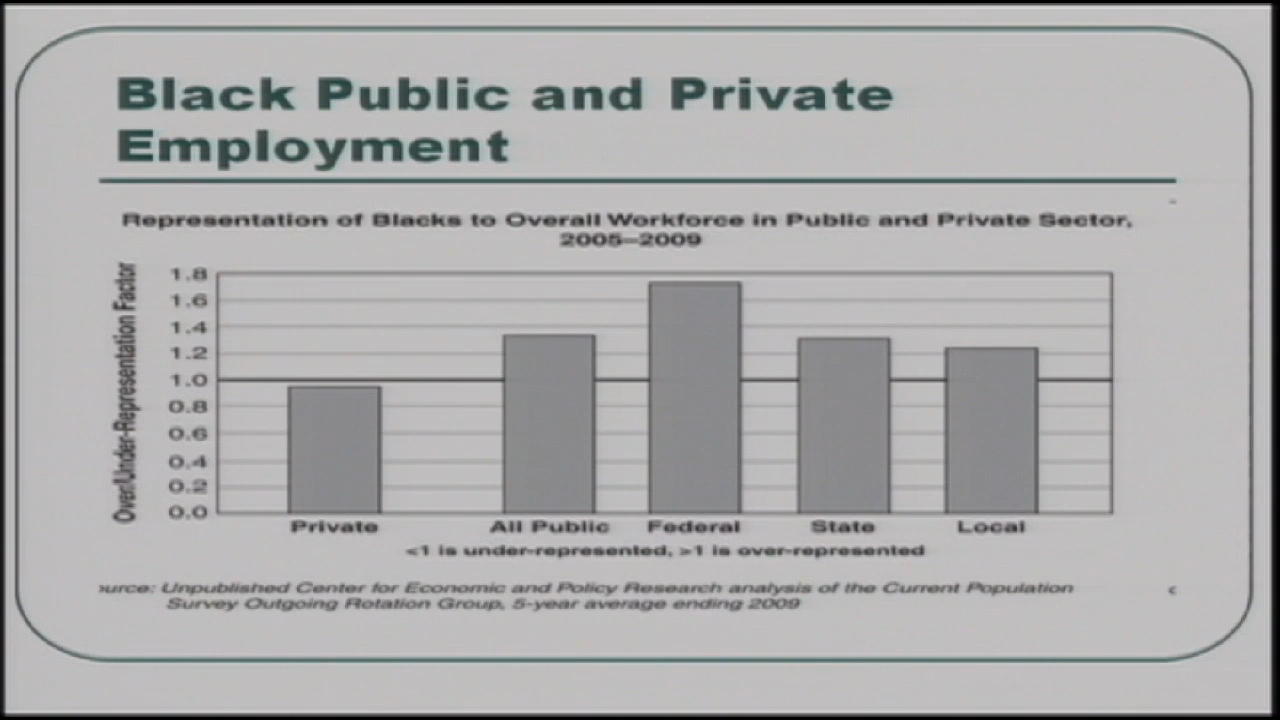 Black Public and Private
Employment
Representation of Blacks to Overall Workforce in Public and Private Sector,
2005–2009
Over/Under-Representation Factor
1.8
1.6
1.4
1.2
1.0
0.8
0.6
0.4
0.2
0.0
Private All Public Federal State Local
<1 is under-represented, >1 is over-represented
urce: Unpublished Center for Economic and Policy Research analysis of the Current Population
Survey Outgoing Rotation Group, 5-year average ending 2009